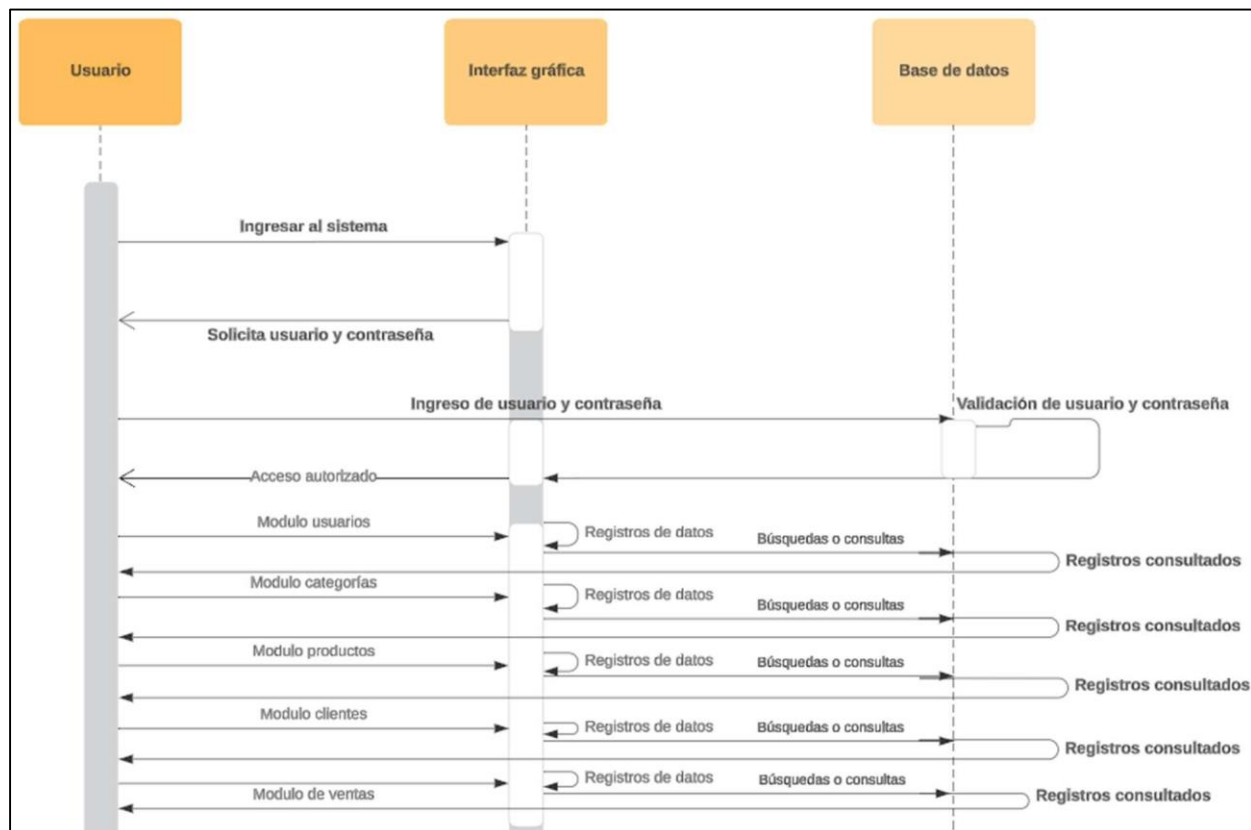 Usuario
Interfaz gráfica
Base de datos
Ingresar al sistema
Solicita usuario y contraseña
Ingreso de usuario y contraseña
Validación de usuario y contraseña
Acceso autorizado
Modulo usuarios
Registros de datos
Búsquedas o consultas
Registros consultados
Modulo categorías
Registros de datos
Búsquedas o consultas
Registros consultados
Modulo productos
Registros de datos
Búsquedas o consultas
Registros consultados
Modulo clientes
Registros de datos
Búsquedas o consultas
Registros consultados
Modulo de ventas
Registros de datos
Búsquedas o consultas
Registros consultados